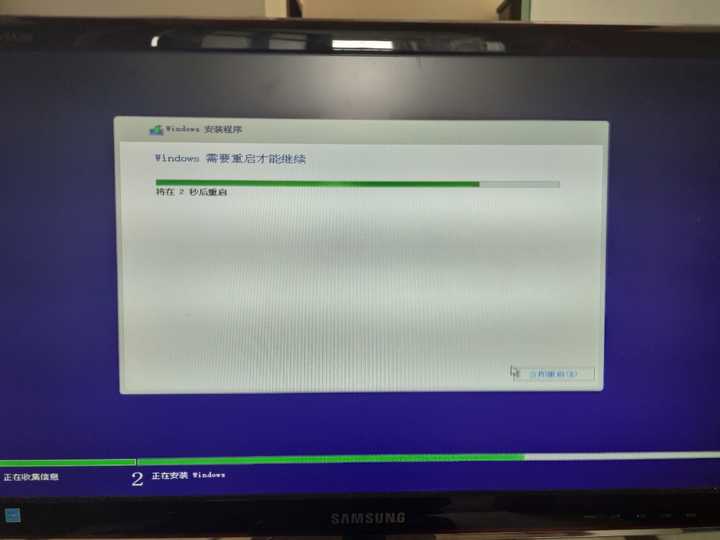 Windows 安装程序
Windows 需要重启才能继续
将在 2 秒后重启
立即重启(R)
正在收集信息
2 正在安装 Windows
SAMSUNG